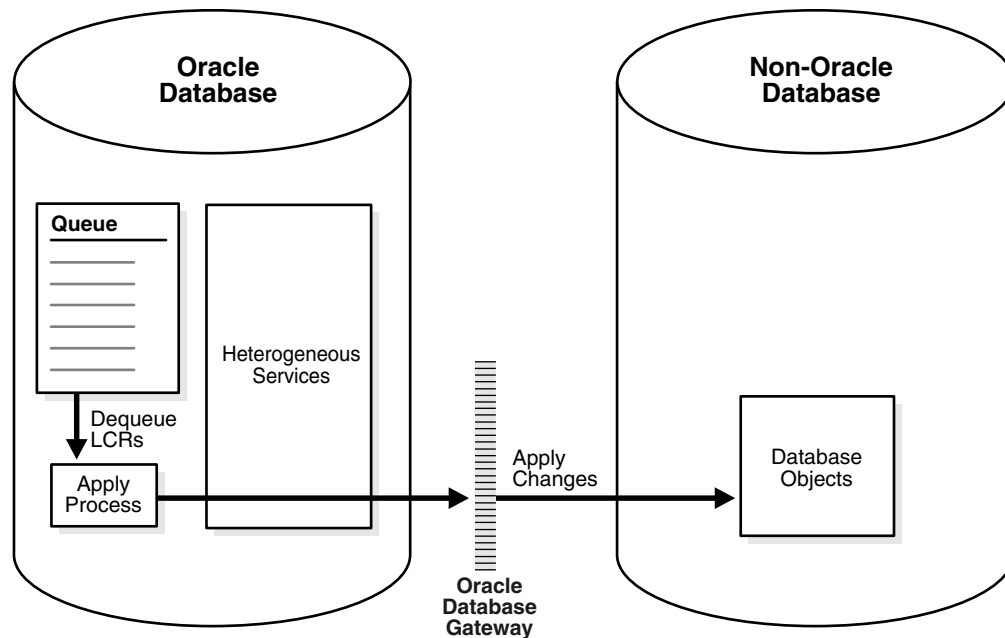 Oracle
Database
Non-Oracle
Database
Queue
Heterogeneous
Services
Dequeue
LCRs
Apply
Process
Apply
Changes
Database
Objects
Oracle
Database
Gateway